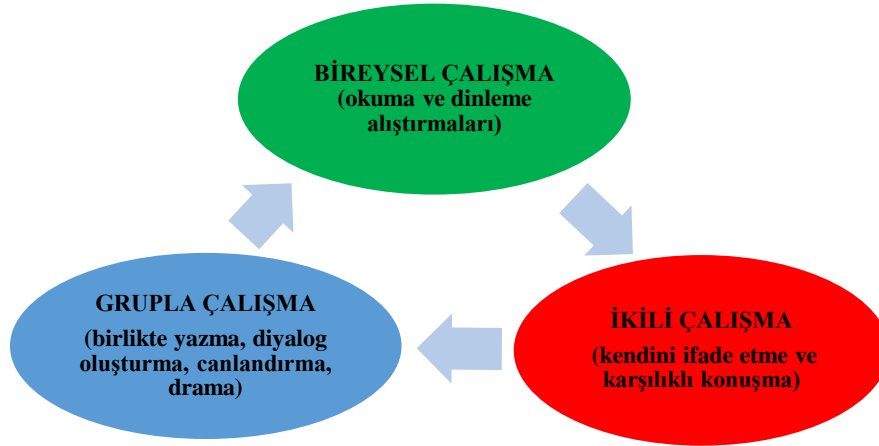 BİREYSEL ÇALIŞMA
(okuma ve dinleme
alıştırmaları)
GRUPLA ÇALIŞMA
(birlikte yazma, diyalog
oluşturma, canlandırma,
drama)
İKİLİ ÇALIŞMA
(kendini ifade etme ve
karşılıklı konuşma)